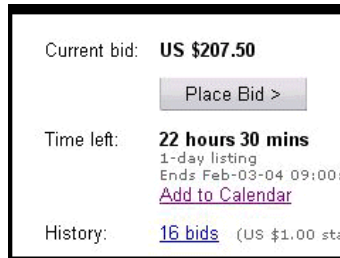 Current bid: US $207.50
Place Bid >
Time left: 22 hours 30 mins
1-day listing
Ends Feb-03-04 09:00:
Add to Calendar
History: 16 bids (US $1.00 sta